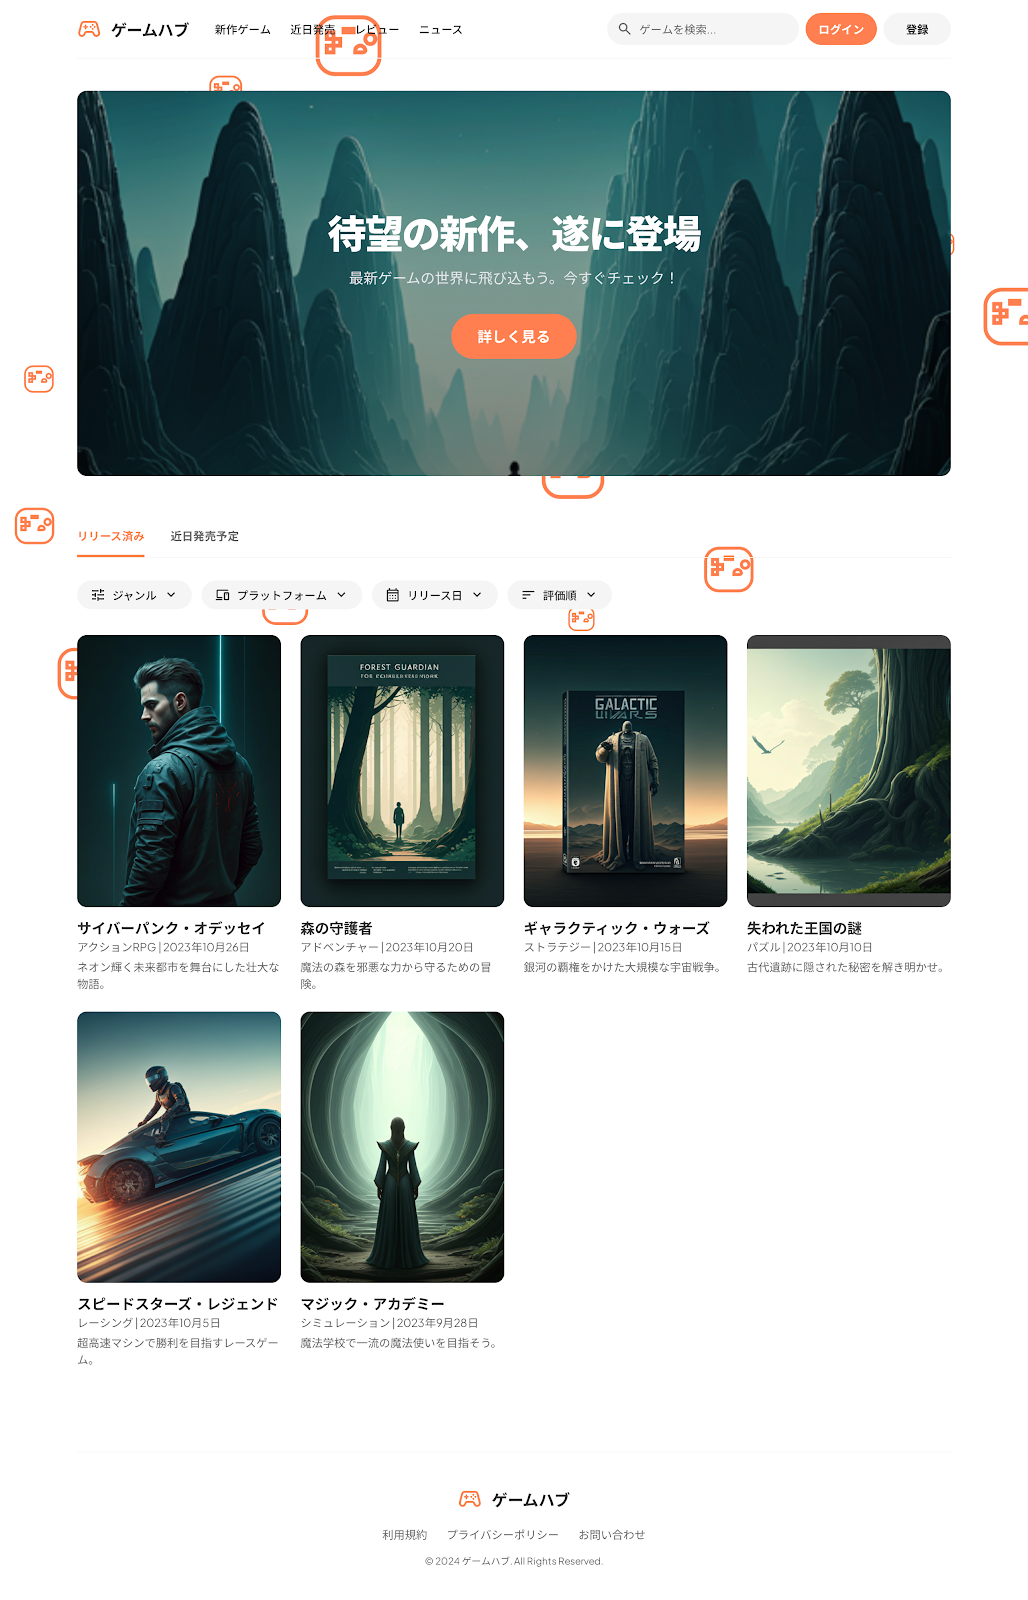 ゲームハブ
新作ゲーム
近日発売
レビュー
ニュース
ゲームを検索...
ログイン
登録
待望の新作、遂に登場
最新ゲームの世界に飛び込もう。今すぐチェック！
詳しく見る
リリース済み
近日発売予定
ジャンル
プラットフォーム
リリース日
評価順
FOREST GUARDIAN
GALACTIC
WARS
サイバーパンク・オデッセイ
アクションRPG | 2023年10月26日
ネオン輝く未来都市を舞台にした壮大な
物語。
森の守護者
アドベンチャー | 2023年10月20日
魔法の森を邪悪な力から守るための冒
険。
ギャラクティック・ウォーズ
ストラテジー | 2023年10月15日
銀河の覇権をかけた大規模な宇宙戦争。
失われた王国の謎
パズル | 2023年10月10日
古代遺跡に隠された秘密を解き明かせ。
スピードスターズ・レジェンド
レーシング | 2023年10月5日
超高速マシンで勝利を目指すレースゲー
ム。
マジック・アカデミー
シミュレーション | 2023年9月28日
魔法学校で一流の魔法使いを目指そう。
ゲームハブ
利用規約
プライバシーポリシー
お問い合わせ
© 2024 ゲームハブ. All Rights Reserved.